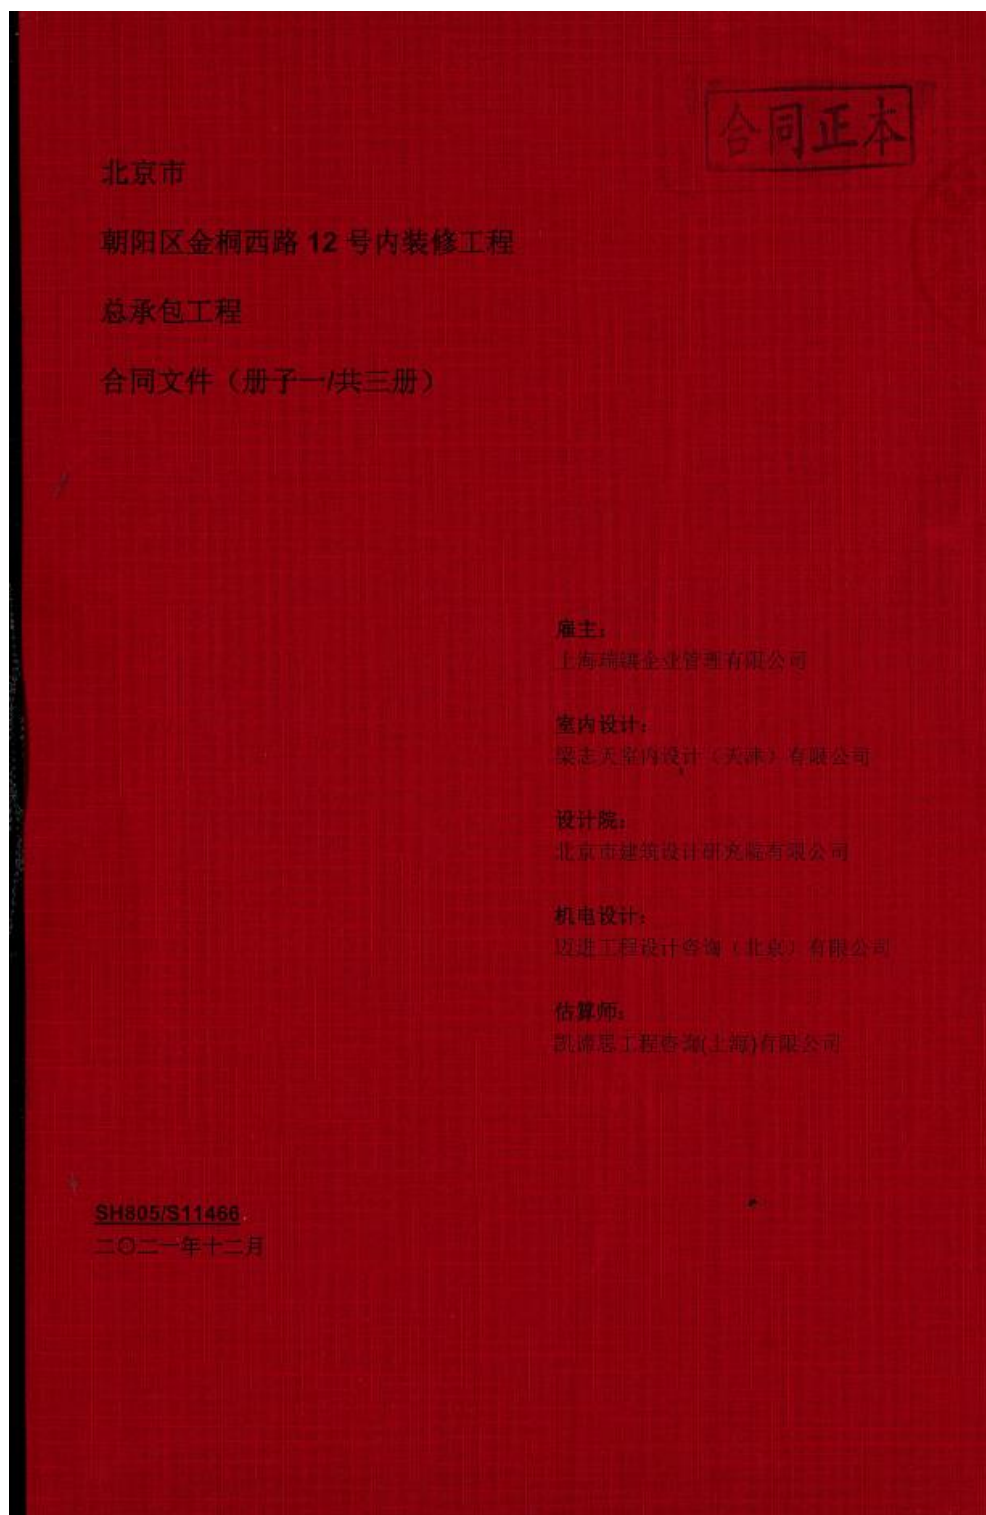 合同正本
北京市
朝阳区金桐西路 12 号内装修工程
总承包工程
合同文件（册子一/共三册）
雇主：
上海瑞鐥企业管理有限公司
室内设计：
梁志天室内设计（天津）有限公司
设计院：
北京市建筑设计研究院有限公司
机电设计：
迈进工程设计咨询（北京）有限公司
估算师：
凯谛思工程咨询(上海)有限公司
SH805/S11466
二〇二一年十二月